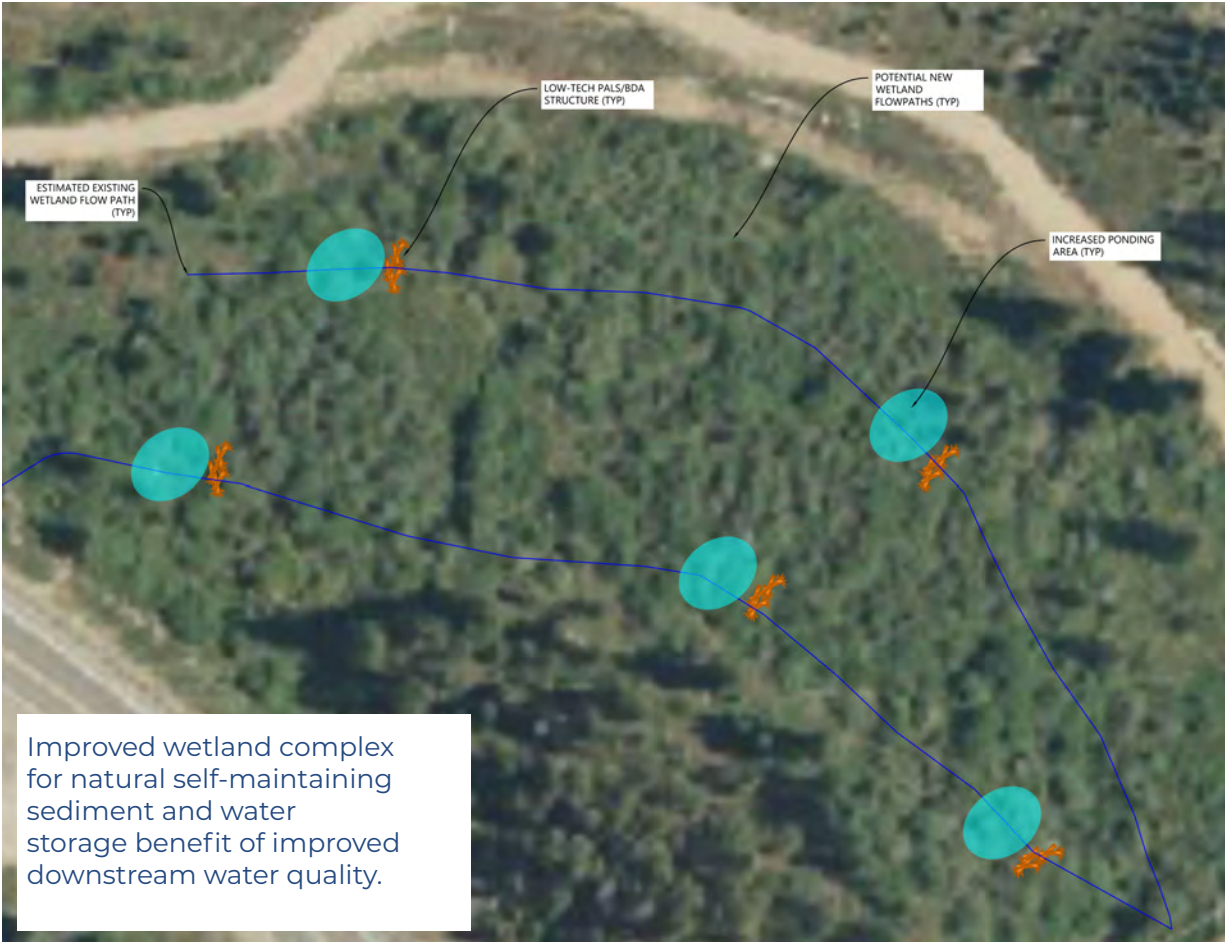 LOW-TECH PALS/BDA
STRUCTURE (TYP)
POTENTIAL NEW
WETLAND
FLOWPATHS (TYP)
ESTIMATED EXISTING
WETLAND FLOW PATH
(TYP)
INCREASED PONDING
AREA (TYP)
Improved wetland complex
for natural self-maintaining
sediment and water
storage benefit of improved
downstream water quality.